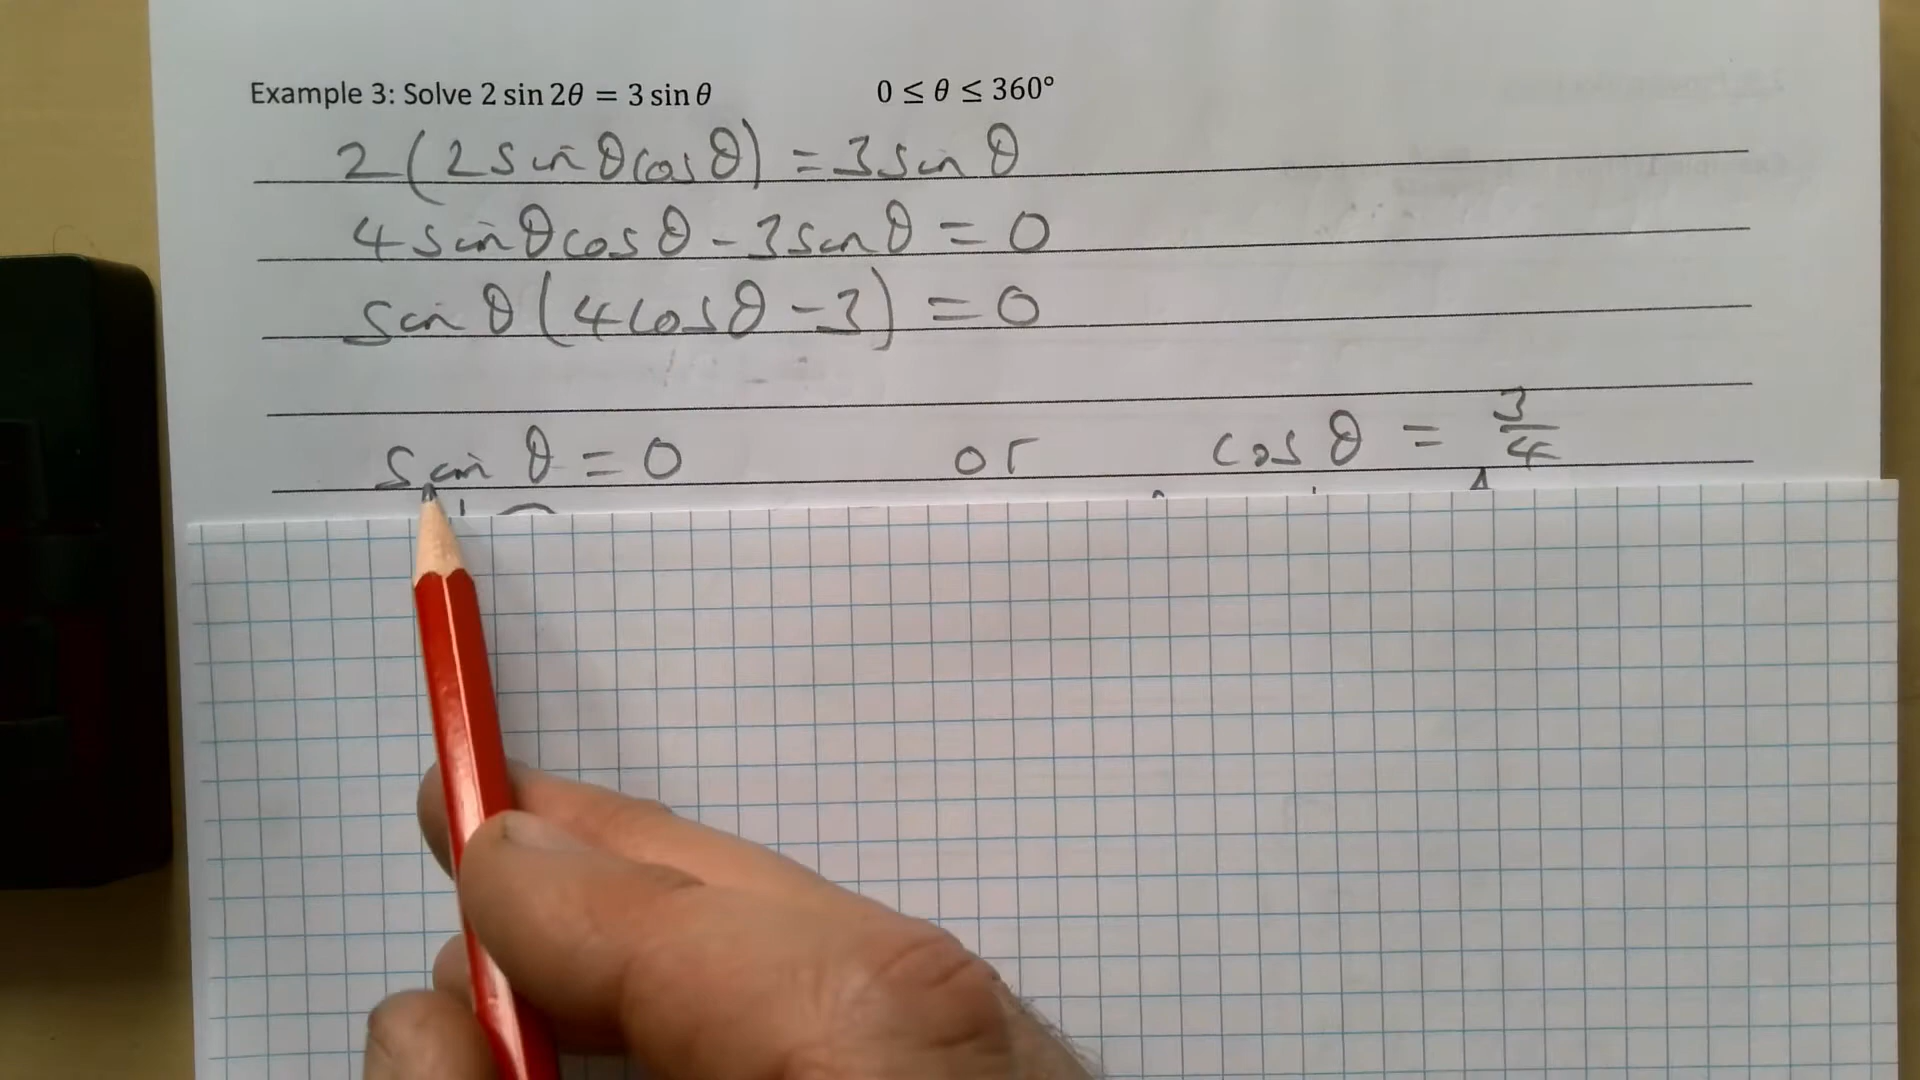 Example 3: Solve 2 sin 2θ = 3 sin θ 0 ≤ θ ≤ 360°
2(2sinθcosθ) = 3sinθ
4sinθcosθ - 3sinθ = 0
sinθ(4cosθ - 3) = 0
sinθ = 0 or cosθ = 3/4